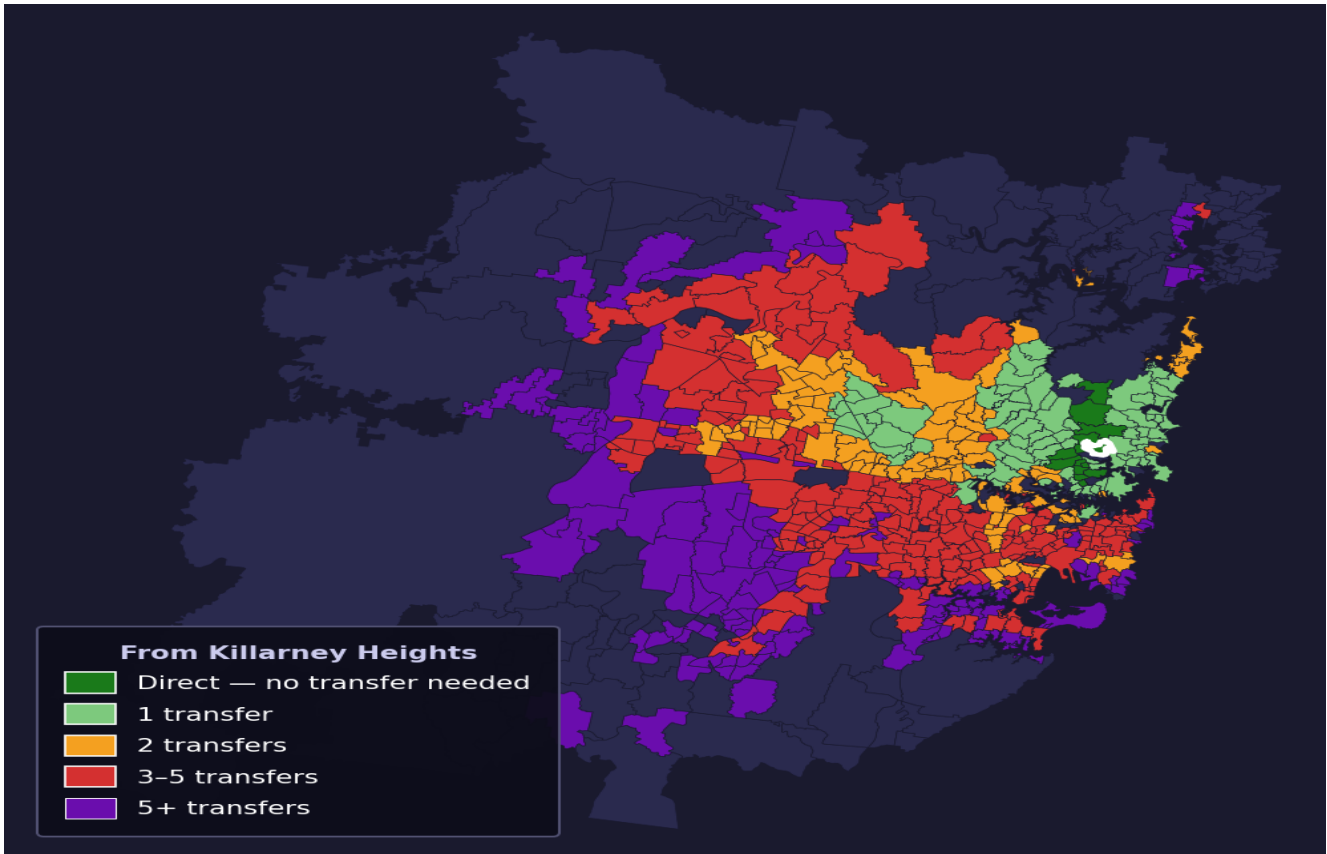 From Killarney Heights
Direct — no transfer needed
1 transfer
2 transfers
3–5 transfers
5+ transfers